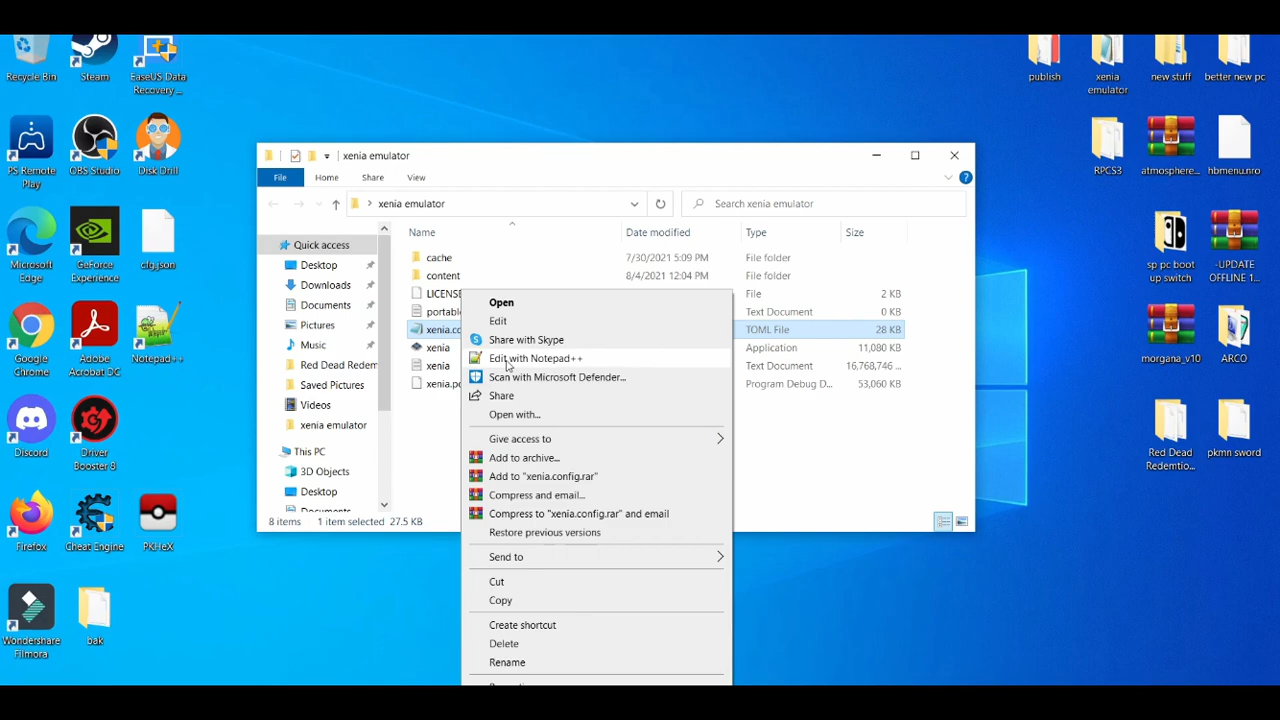 Recycle Bin
Steam
EaseUS Data
Recovery ...
PS Remote
Play
OBS Studio
Disk Drill
Microsoft
Edge
GeForce
Experience
cfg.json
Google
Chrome
Adobe
Acrobat DC
Notepad++
Discord
Driver
Booster 8
Firefox
Cheat Engine
PKHeX
Wondershare
Filmora
bak
xenia emulator
File
Home
Share
View
xenia emulator
Search xenia emulator
Name
Date modified
Type
Size
Quick access
Desktop
Downloads
Documents
Pictures
Music
Red Dead Redem
Saved Pictures
Videos
xenia emulator
This PC
3D Objects
Desktop
Documents
cache
7/30/2021 5:09 PM
File folder
content
8/4/2021 12:04 PM
File folder
LICENSE
File
2 KB
portabl
Text Document
0 KB
xenia.co
TOML File
28 KB
xenia
Application
11,080 KB
xenia
Text Document
16,768,746 ...
xenia.pd
Program Debug D...
53,060 KB
8 items
1 item selected 27.5 KB
Open
Edit
Share with Skype
Edit with Notepad++
Scan with Microsoft Defender...
Share
Open with...
Give access to
Add to archive...
Add to "xenia.config.rar"
Compress and email...
Compress to "xenia.config.rar" and email
Restore previous versions
Send to
Cut
Copy
Create shortcut
Delete
Rename
publish
xenia
emulator
new stuff
better new pc
RPCS3
atmosphere...
hbmenu.nro
sp pc boot
up switch
-UPDATE
OFFLINE 1...
morgana_v10
ARCO
Red Dead
Redemtio...
pkmn sword